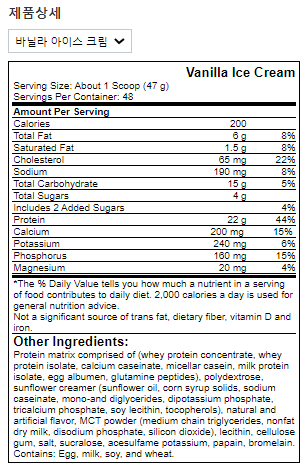 제품상세
바닐라 아이스 크림
Vanilla Ice Cream
Serving Size: About 1 Scoop (47 g)
Servings Per Container: 48
Amount Per Serving
Calories 200
Total Fat 6 g 8%
Saturated Fat 1.5 g 8%
Cholesterol 65 mg 22%
Sodium 190 mg 8%
Total Carbohydrate 15 g 5%
Total Sugars 4 g
Includes 2 Added Sugars 4%
Protein 22 g 44%
Calcium 200 mg 15%
Potassium 240 mg 6%
Phosphorus 160 mg 15%
Magnesium 20 mg 4%
*The % Daily Value tells you how much a nutrient in a serving
of food contributes to daily diet. 2,000 calories a day is used for
general nutrition advice.
Not a significant source of trans fat, dietary fiber, vitamin D and
iron.
Other Ingredients:
Protein matrix comprised of (whey protein concentrate, whey
protein isolate, calcium caseinate, micellar casein, milk protein
isolate, egg albumen, glutamine peptides), polydextrose,
sunflower creamer (sunflower oil, corn syrup solids, sodium
caseinate, mono-and diglycerides, dipotassium phosphate,
tricalcium phosphate, soy lecithin, tocopherols), natural and
artificial flavor, MCT powder (medium chain triglycerides, nonfat
dry milk, disodium phosphate, silicon dioxide), lecithin, cellulose
gum, salt, sucralose, acesulfame potassium, papain, bromelain.
Contains: Egg, milk, soy, and wheat.